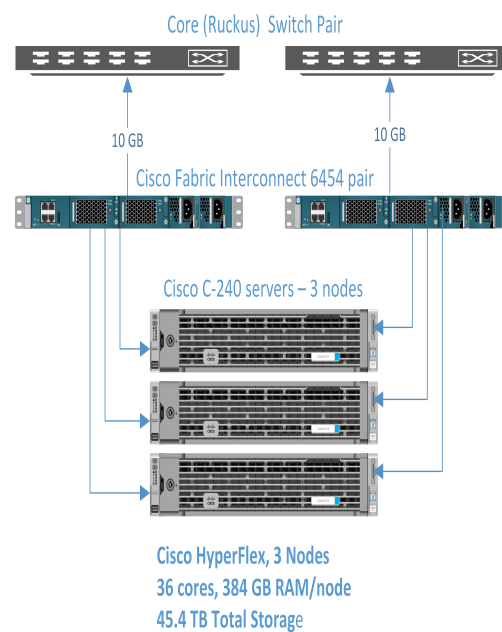 Core (Ruckus) Switch Pair
10 GB
10 GB
Cisco Fabric Interconnect 6454 pair
Cisco C-240 servers – 3 nodes
Cisco HyperFlex, 3 Nodes
36 cores, 384 GB RAM/node
45.4 TB Total Storage